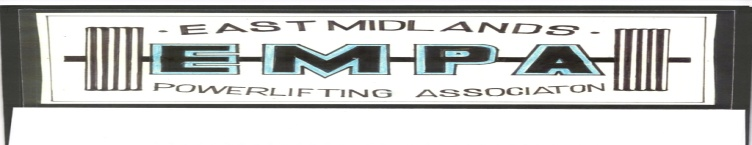 · EAST MIDLANDS ·
EMPA
POWERLIFTING ASSOCIATON